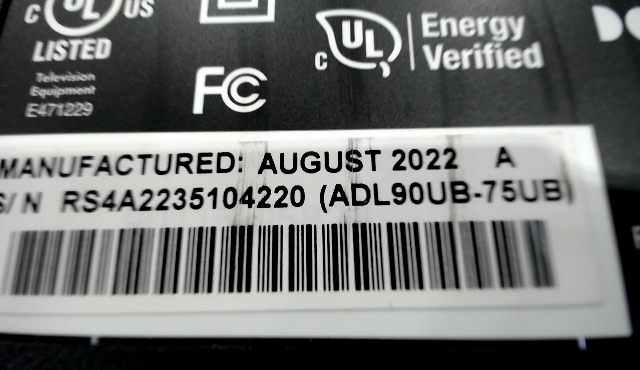 C UL US
LISTED
Television
Equipment
E471229
FC
C UL
Energy
Verified
MANUFACTURED: AUGUST 2022 A
S/N RS4A2235104220 (ADL90UB-75UB)